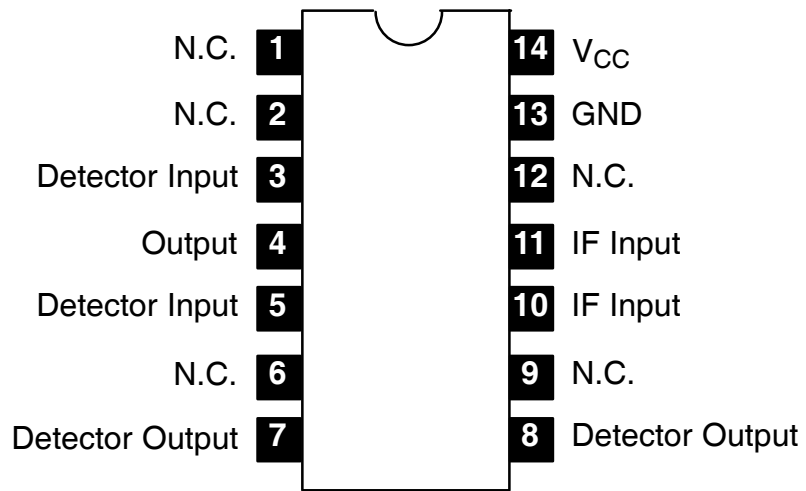 N.C. 1 14 VCC
N.C. 2 13 GND
Detector Input 3 12 N.C.
Output 4 11 IF Input
Detector Input 5 10 IF Input
N.C. 6 9 N.C.
Detector Output 7 8 Detector Output